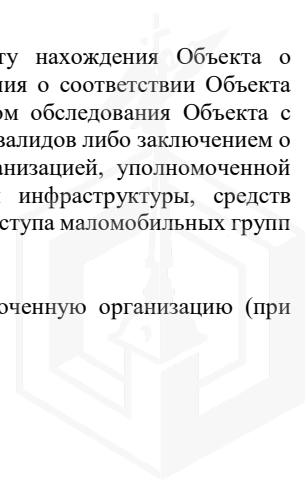 ту нахождения Объекта о
ния о соответствии Объекта
ом обследования Объекта с
валидов либо заключением о
анизацией, уполномоченной
й инфраструктуры, средств
ступа маломобильных групп
оченную организацию (при